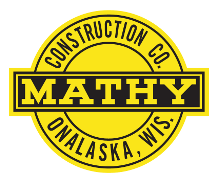 CONSTRUCTION CO.
MATHY
ONALASKA, WIS.